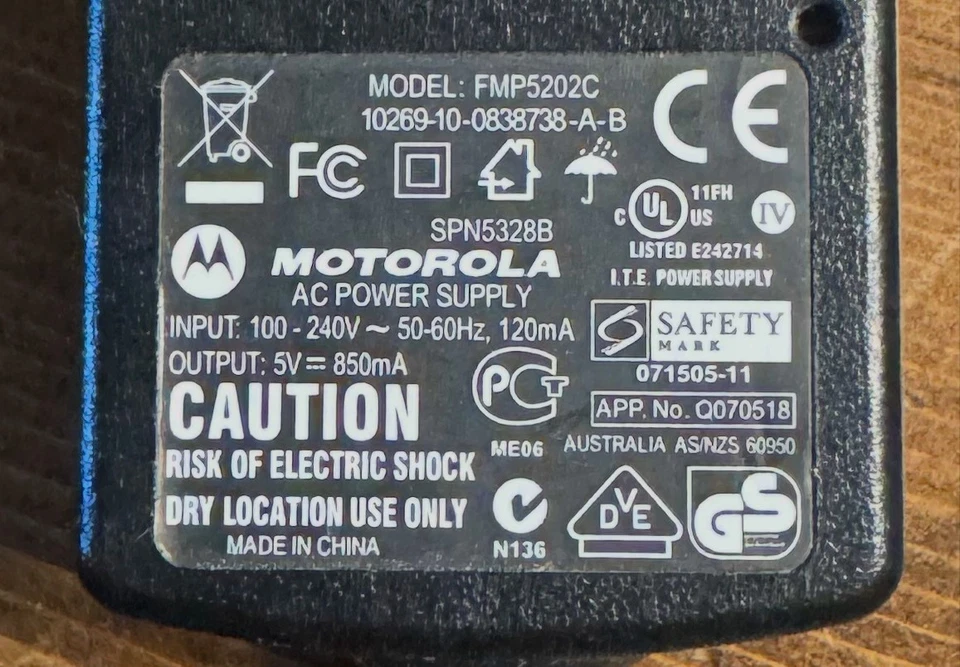 MODEL: FMP5202C
10269-10-0838738-A-B
CE
FC
c UL US 11FH
IV
LISTED E242714
I.T.E. POWER SUPPLY
SPN5328B
MOTOROLA
AC POWER SUPPLY
INPUT: 100 - 240V ~ 50-60Hz, 120mA
OUTPUT: 5V ⎓ 850mA
SAFETY
MARK
071505-11
CAUTION
RISK OF ELECTRIC SHOCK
DRY LOCATION USE ONLY
MADE IN CHINA
РСТ
ME06
APP. No. Q070518
AUSTRALIA AS/NZS 60950
N136
DVE
GS